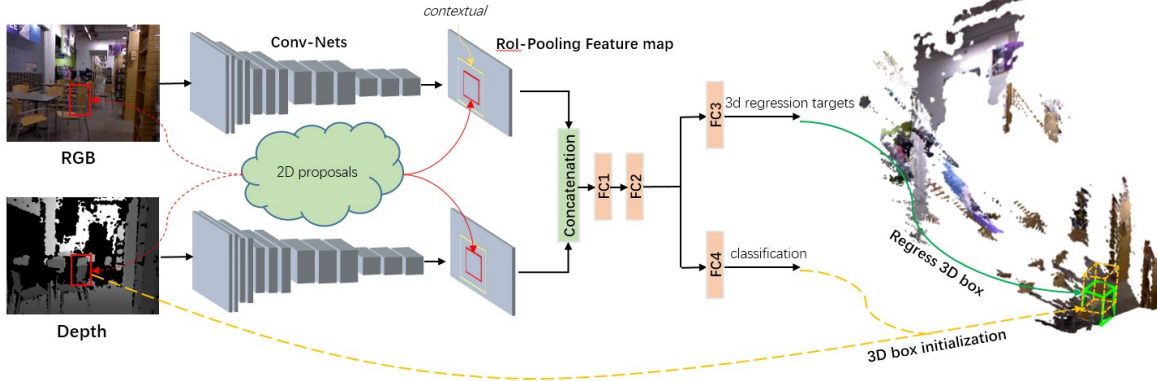 contextual
Conv-Nets
RoI-Pooling Feature map
RGB
2D proposals
Concatenation
FC1
FC2
FC3
3d regression targets
FC4
classification
Regress 3D box
Depth
3D box initialization